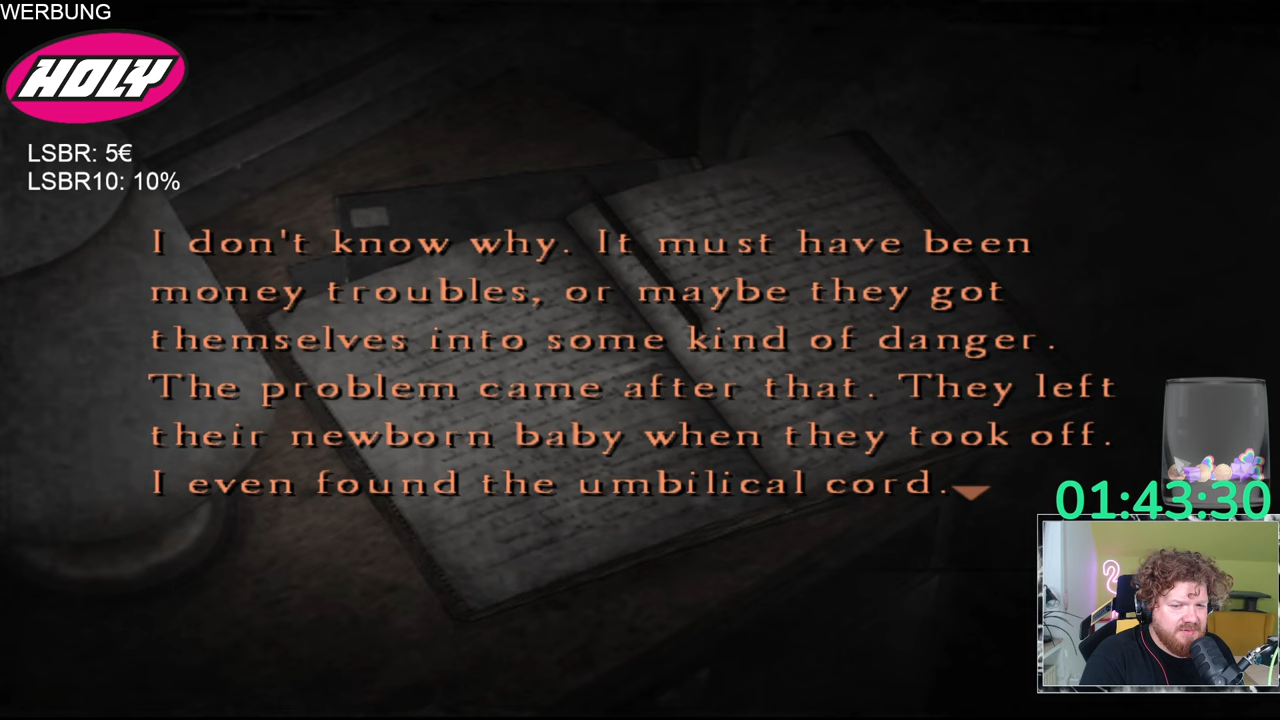 WERBUNG
HOLY
LSBR: 5€
LSBR10: 10%
I don't know why. It must have been
money troubles, or maybe they got
themselves into some kind of danger.
The problem came after that. They left
their newborn baby when they took off.
I even found the umbilical cord.
01:43:30